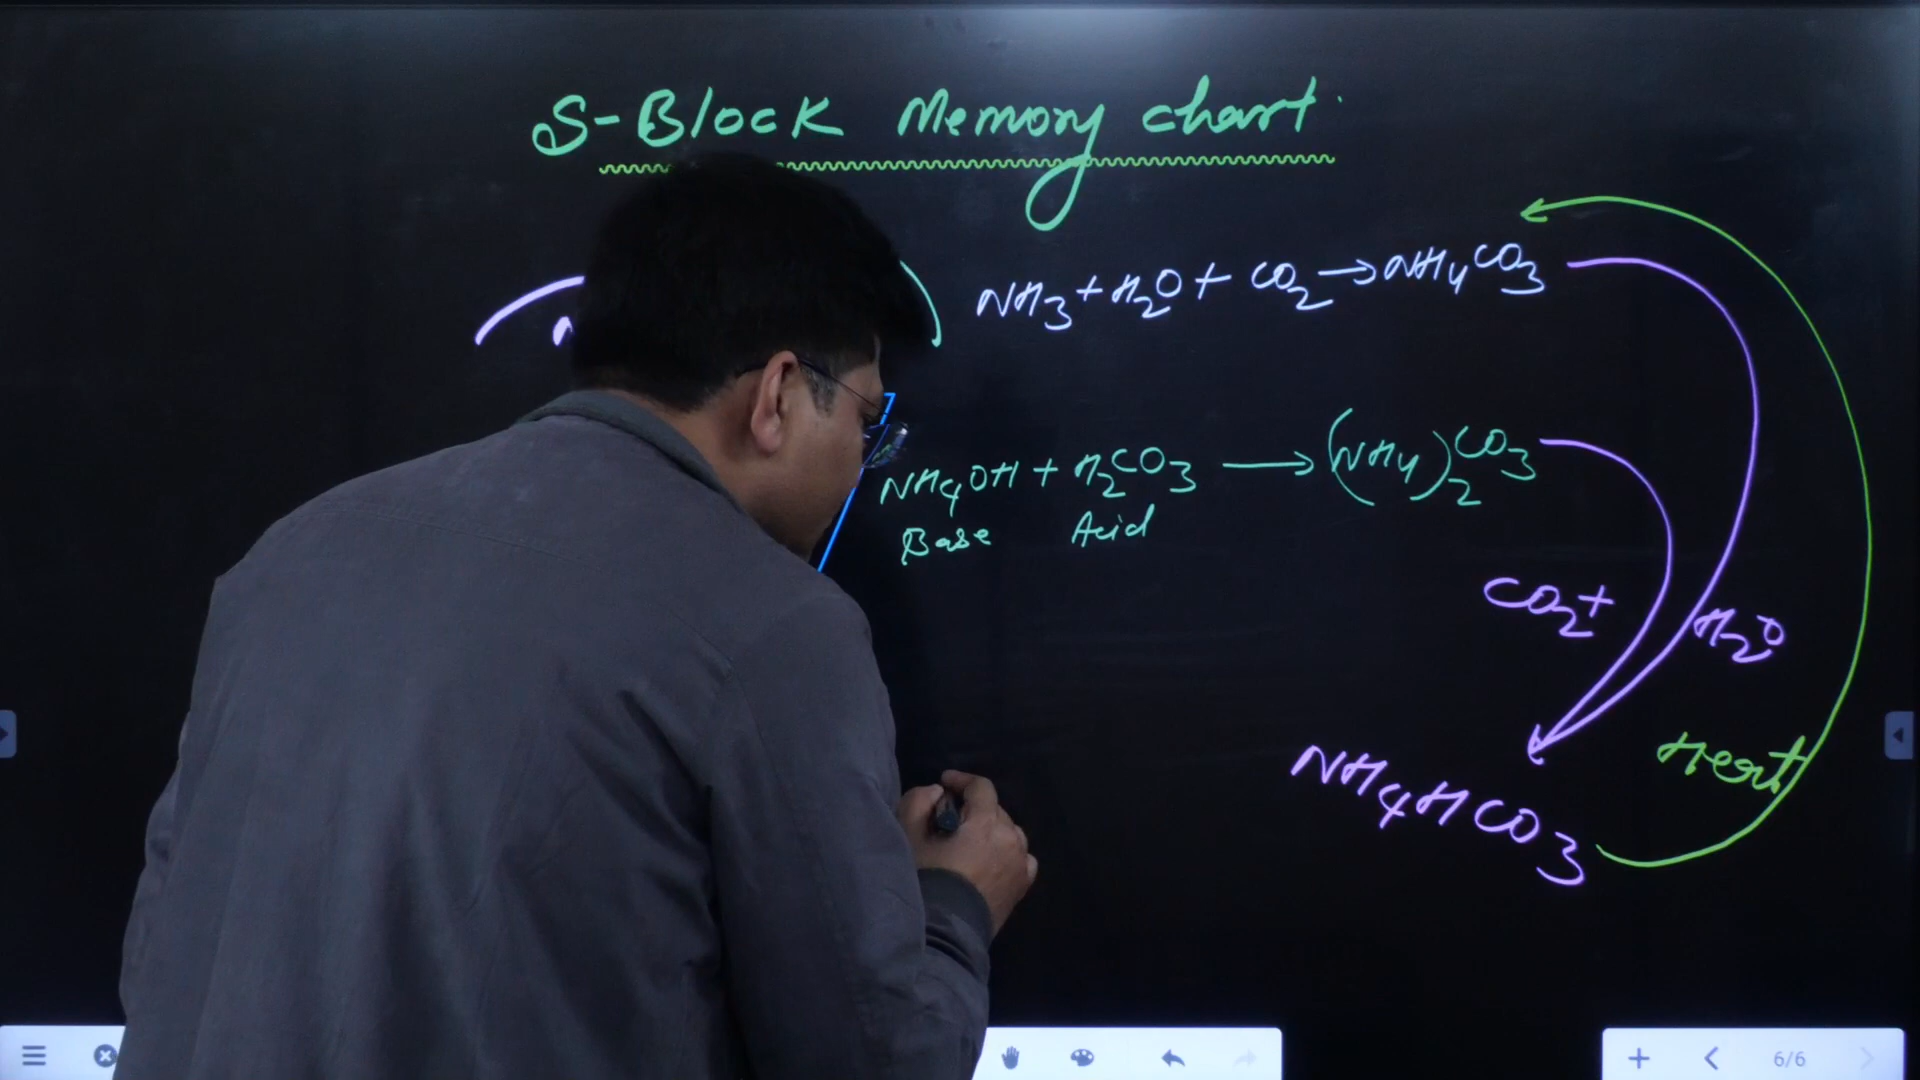 S-Block Memory chart.
NH3 + H2O + CO2 → NH4CO3
NH4OH + H2CO3 → (NH4)2CO3
Base Acid
CO2 +
H2O
Heat
NH4HCO3
6/6